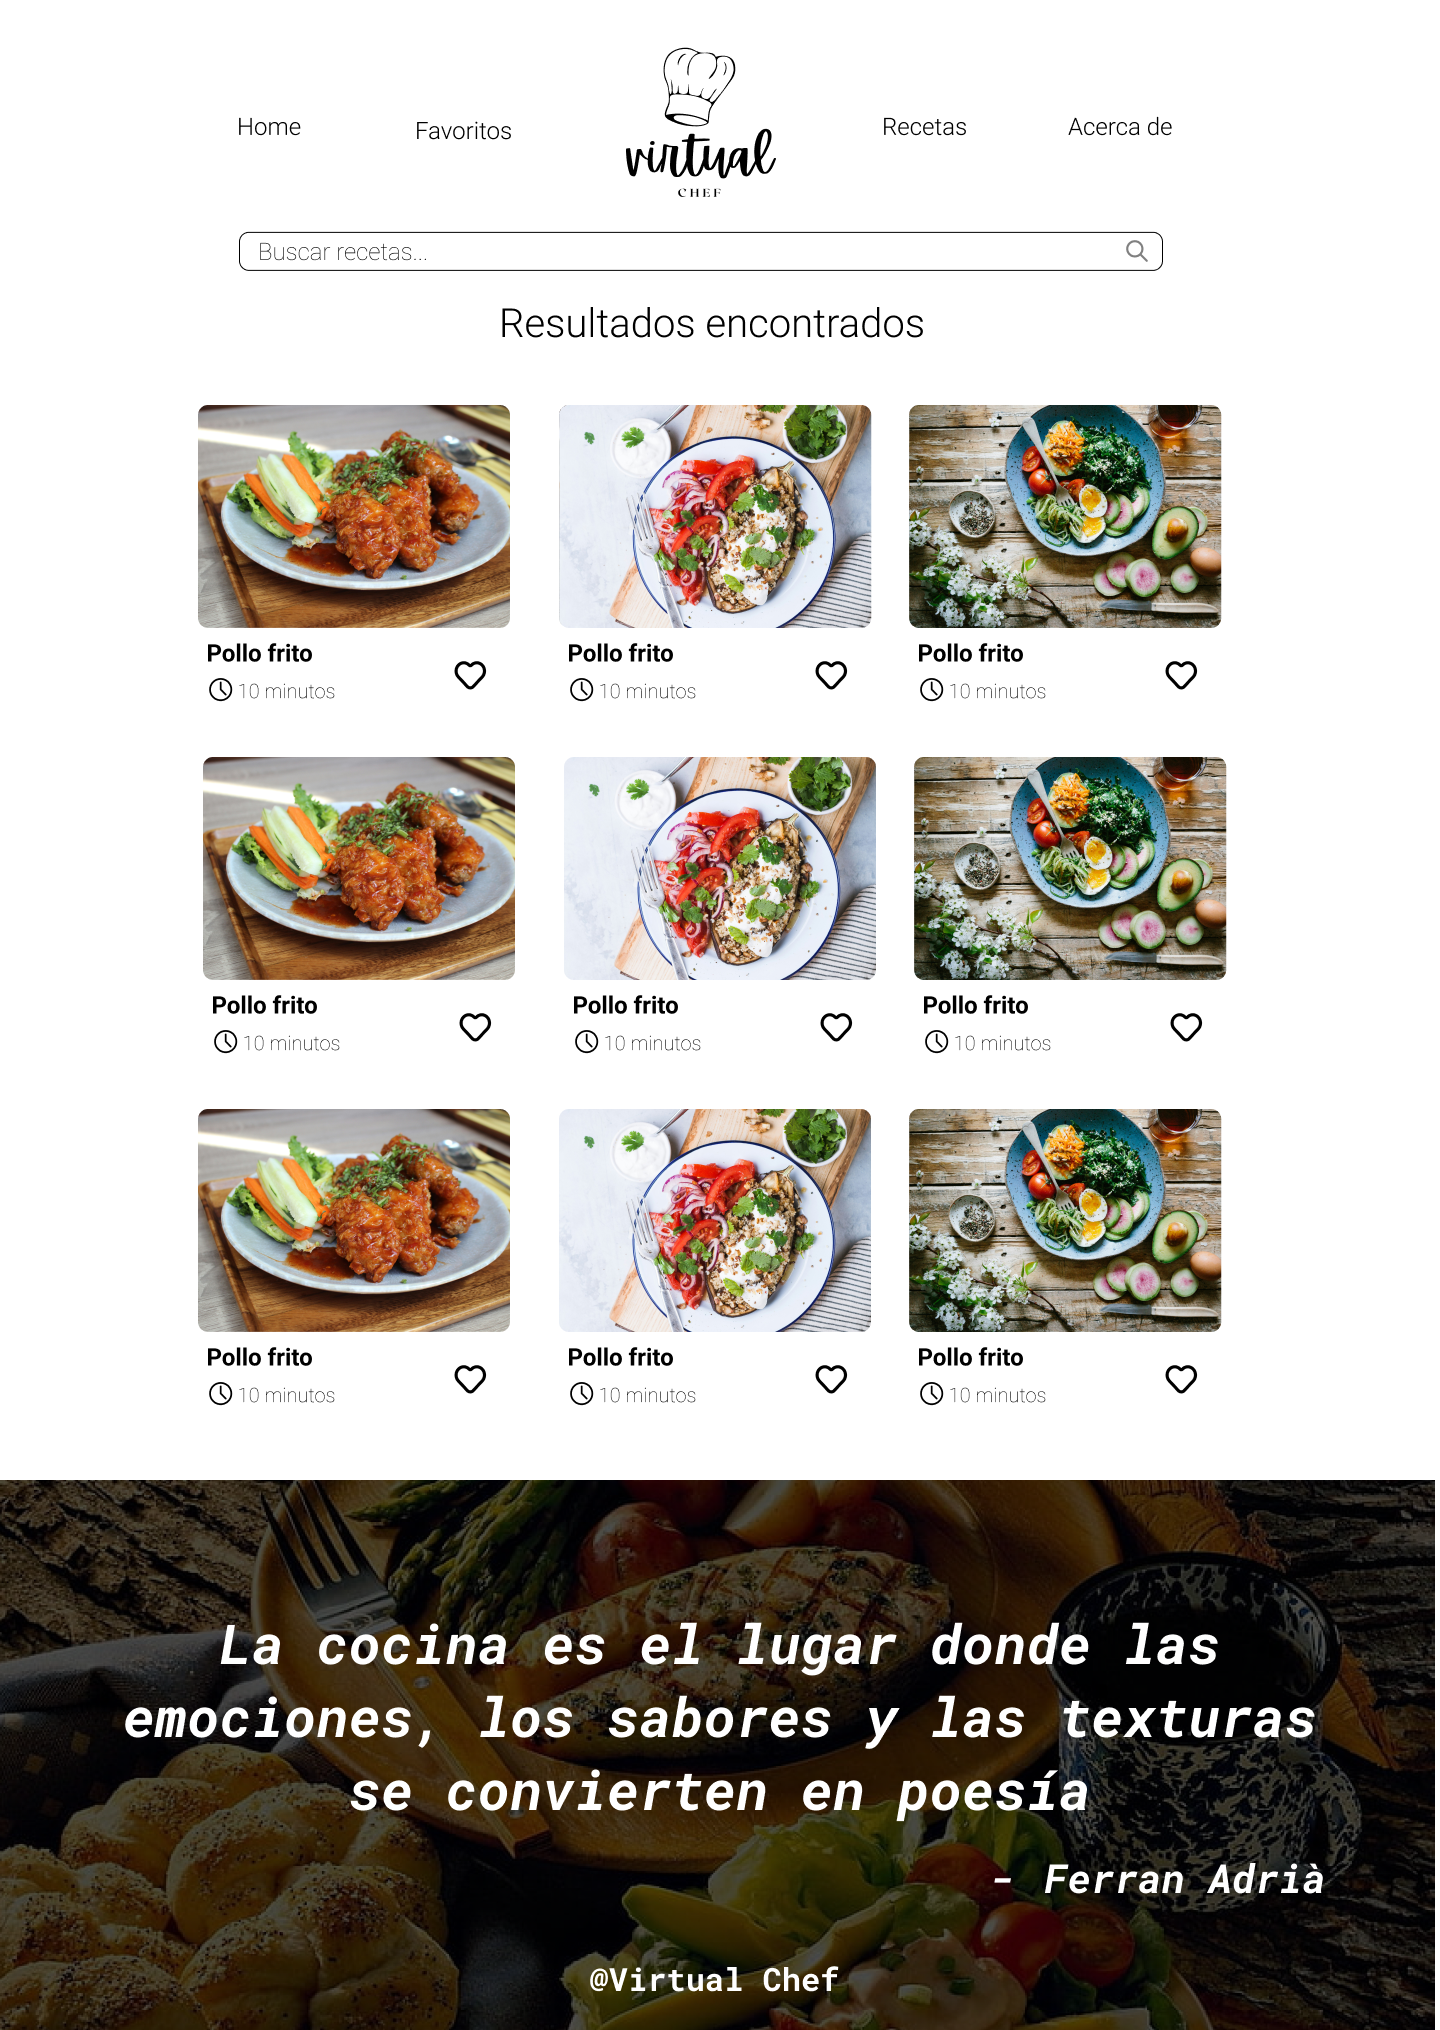 Home
Favoritos
virtual
CHEF
Recetas
Acerca de
Buscar recetas...
Resultados encontrados
Pollo frito
10 minutos
Pollo frito
10 minutos
Pollo frito
10 minutos
Pollo frito
10 minutos
Pollo frito
10 minutos
Pollo frito
10 minutos
Pollo frito
10 minutos
Pollo frito
10 minutos
Pollo frito
10 minutos
La cocina es el lugar donde las
emociones, los sabores y las texturas
se convierten en poesía
- Ferran Adrià
@Virtual Chef